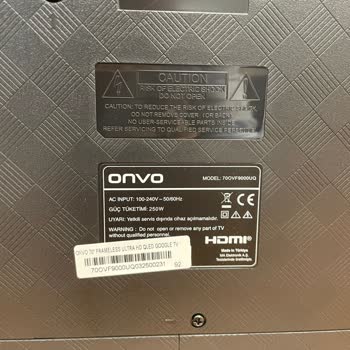 CAUTION
RISK OF ELECTRIC SHOCK
DO NOT OPEN
CAUTION: TO REDUCE THE RISK OF ELECTRIC SHOCK
DO NOT REMOVE COVER (OR BACK)
NO USER-SERVICEABLE PARTS INSIDE
REFER SERVICING TO QUALIFIED SERVICE PERSONNEL
onvo
MODEL: 70OVF9000UQ
AC INPUT: 100-240V ~ 50/60Hz
GÜÇ TÜKETİMİ: 250W
UYARI: Yetkili servis dışında cihaz açılmamalıdır.
WARNING : Do not open or remove any part of TV
without qualified personnel.
HDMI
Made in Türkiye
ONVO 70" FRAMELESS ULTRA HD QLED GOOGLE TV
70OVF9000UQ032500231
92